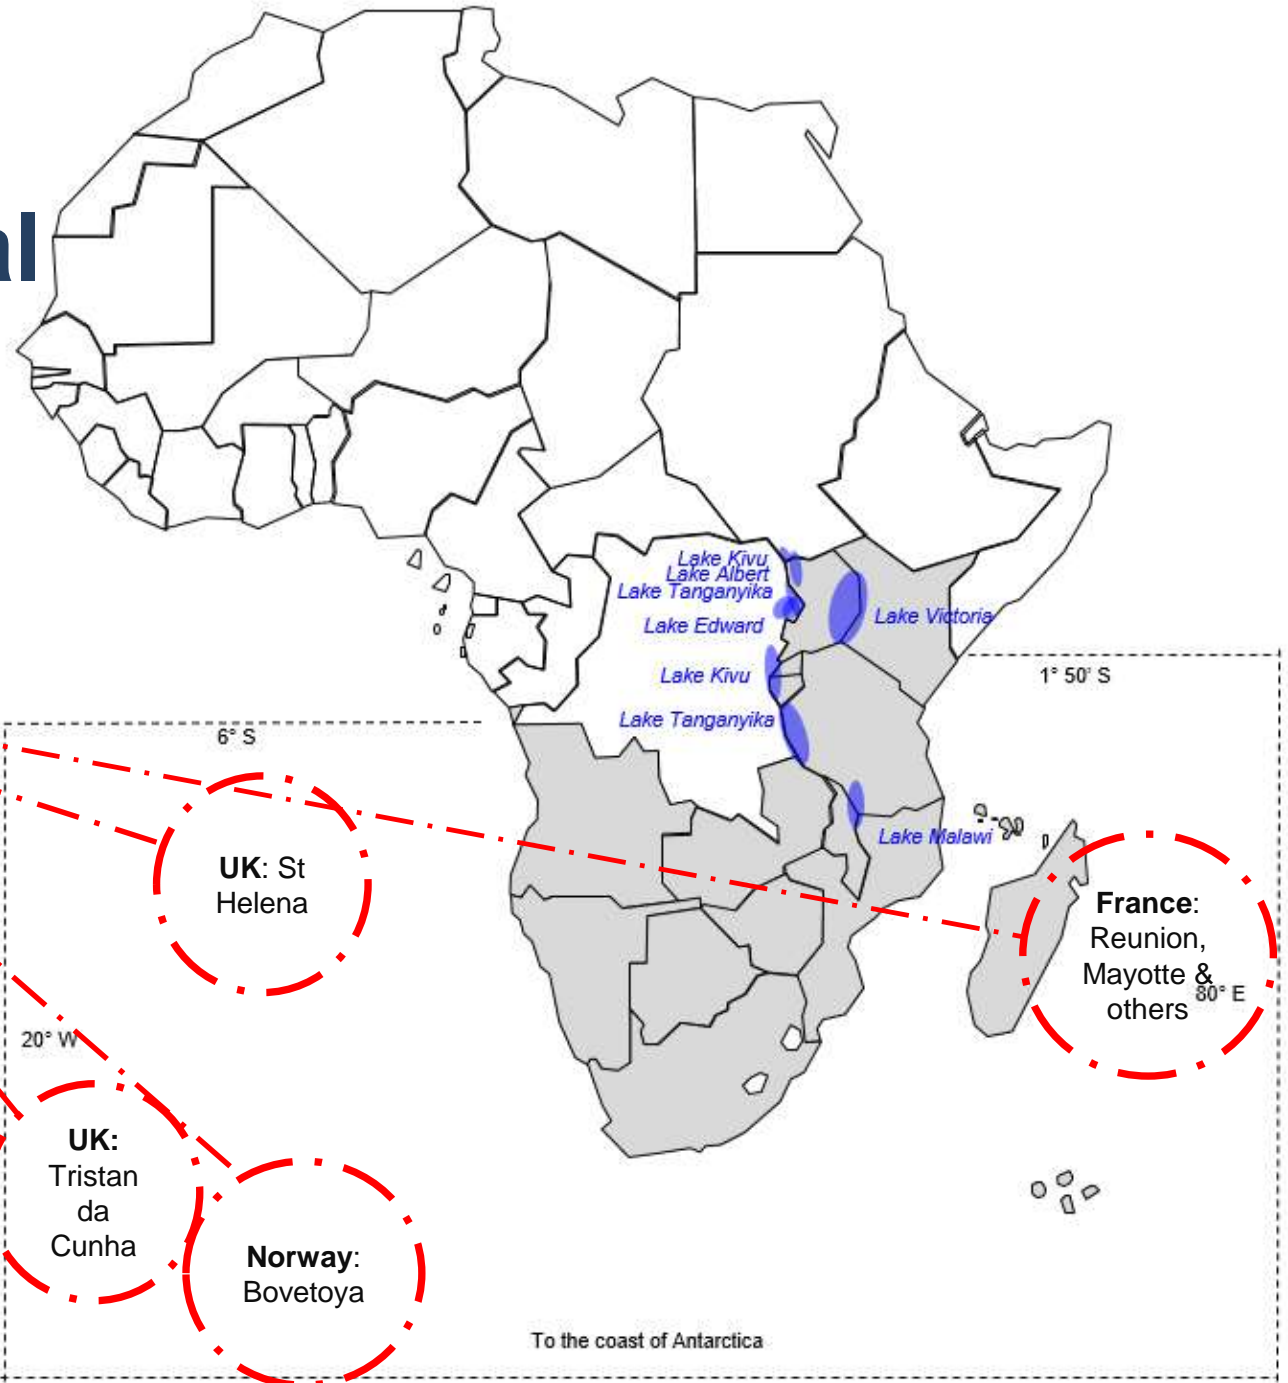 al
Lake Kivu
Lake Albert
Lake Tanganyika
Lake Edward
Lake Victoria
Lake Kivu
1° 50' S
Lake Tanganyika
6° S
Lake Malawi
UK: St
Helena
France:
Reunion,
Mayotte &
others
80° E
20° W
UK:
Tristan
da
Cunha
Norway:
Bovetoya
To the coast of Antarctica